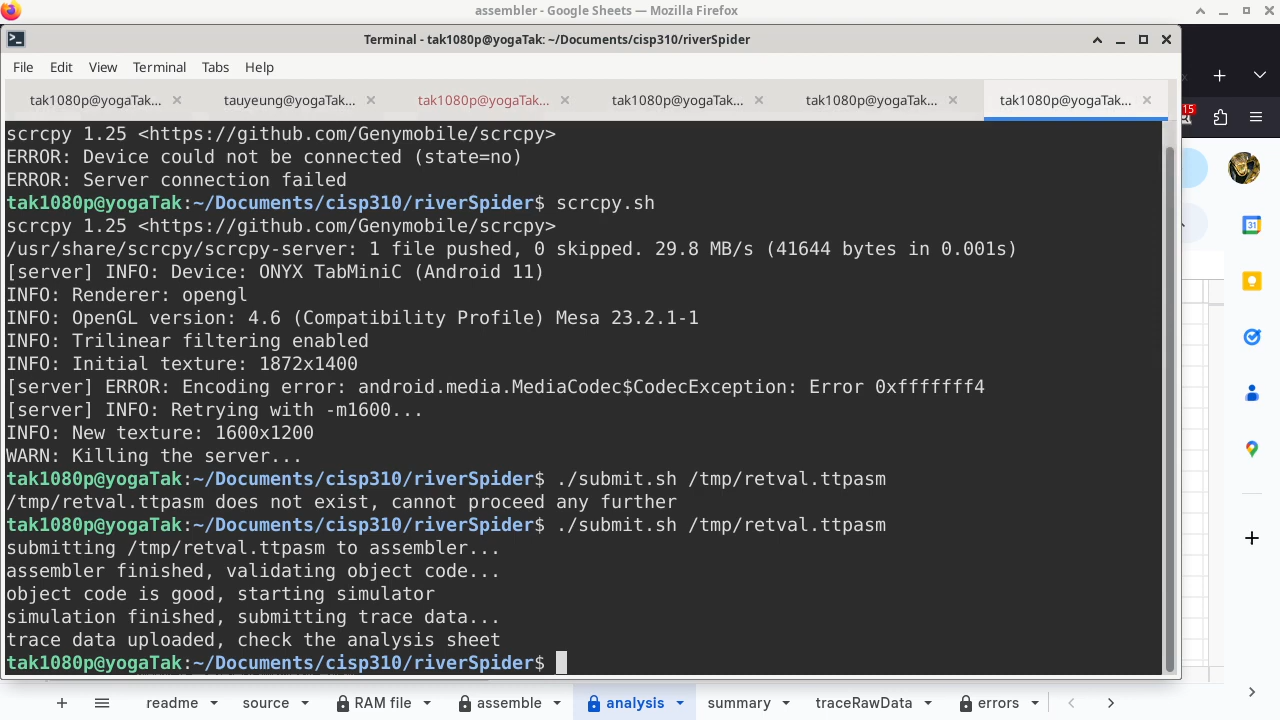 assembler - Google Sheets — Mozilla Firefox
Terminal - tak1080p@yogaTak: ~/Documents/cisp310/riverSpider
File Edit View Terminal Tabs Help
tak1080p@yogaTak... tauyeung@yogaTak... tak1080p@yogaTak... tak1080p@yogaTak... tak1080p@yogaTak... tak1080p@yogaTak...
scrcpy 1.25 <https://github.com/Genymobile/scrcpy>
ERROR: Device could not be connected (state=no)
ERROR: Server connection failed
tak1080p@yogaTak:~/Documents/cisp310/riverSpider$ scrcpy.sh
scrcpy 1.25 <https://github.com/Genymobile/scrcpy>
/usr/share/scrcpy/scrcpy-server: 1 file pushed, 0 skipped. 29.8 MB/s (41644 bytes in 0.001s)
[server] INFO: Device: ONYX TabMiniC (Android 11)
INFO: Renderer: opengl
INFO: OpenGL version: 4.6 (Compatibility Profile) Mesa 23.2.1-1
INFO: Trilinear filtering enabled
INFO: Initial texture: 1872x1400
[server] ERROR: Encoding error: android.media.MediaCodec$CodecException: Error 0xfffffff4
[server] INFO: Retrying with -m1600...
INFO: New texture: 1600x1200
WARN: Killing the server...
tak1080p@yogaTak:~/Documents/cisp310/riverSpider$ ./submit.sh /tmp/retval.ttpasm
/tmp/retval.ttpasm does not exist, cannot proceed any further
tak1080p@yogaTak:~/Documents/cisp310/riverSpider$ ./submit.sh /tmp/retval.ttpasm
submitting /tmp/retval.ttpasm to assembler...
assembler finished, validating object code...
object code is good, starting simulator
simulation finished, submitting trace data...
trace data uploaded, check the analysis sheet
tak1080p@yogaTak:~/Documents/cisp310/riverSpider$
15
31
readme source RAM file assemble analysis summary traceRawData errors